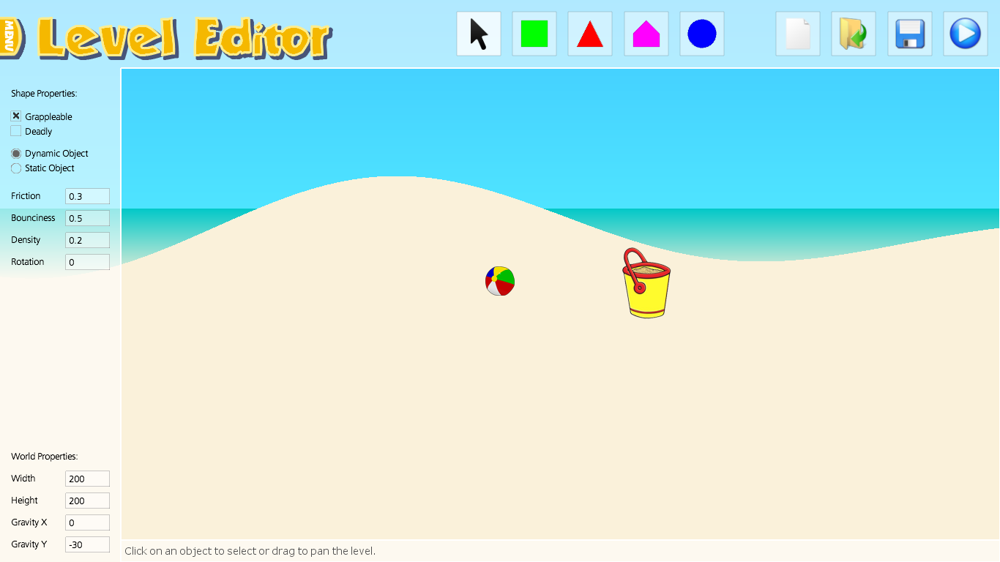 MENU
Level Editor
Shape Properties:
Grappleable
Deadly
Dynamic Object
Static Object
Friction 0.3
Bounciness 0.5
Density 0.2
Rotation 0
World Properties:
Width 200
Height 200
Gravity X 0
Gravity Y -30
Click on an object to select or drag to pan the level.